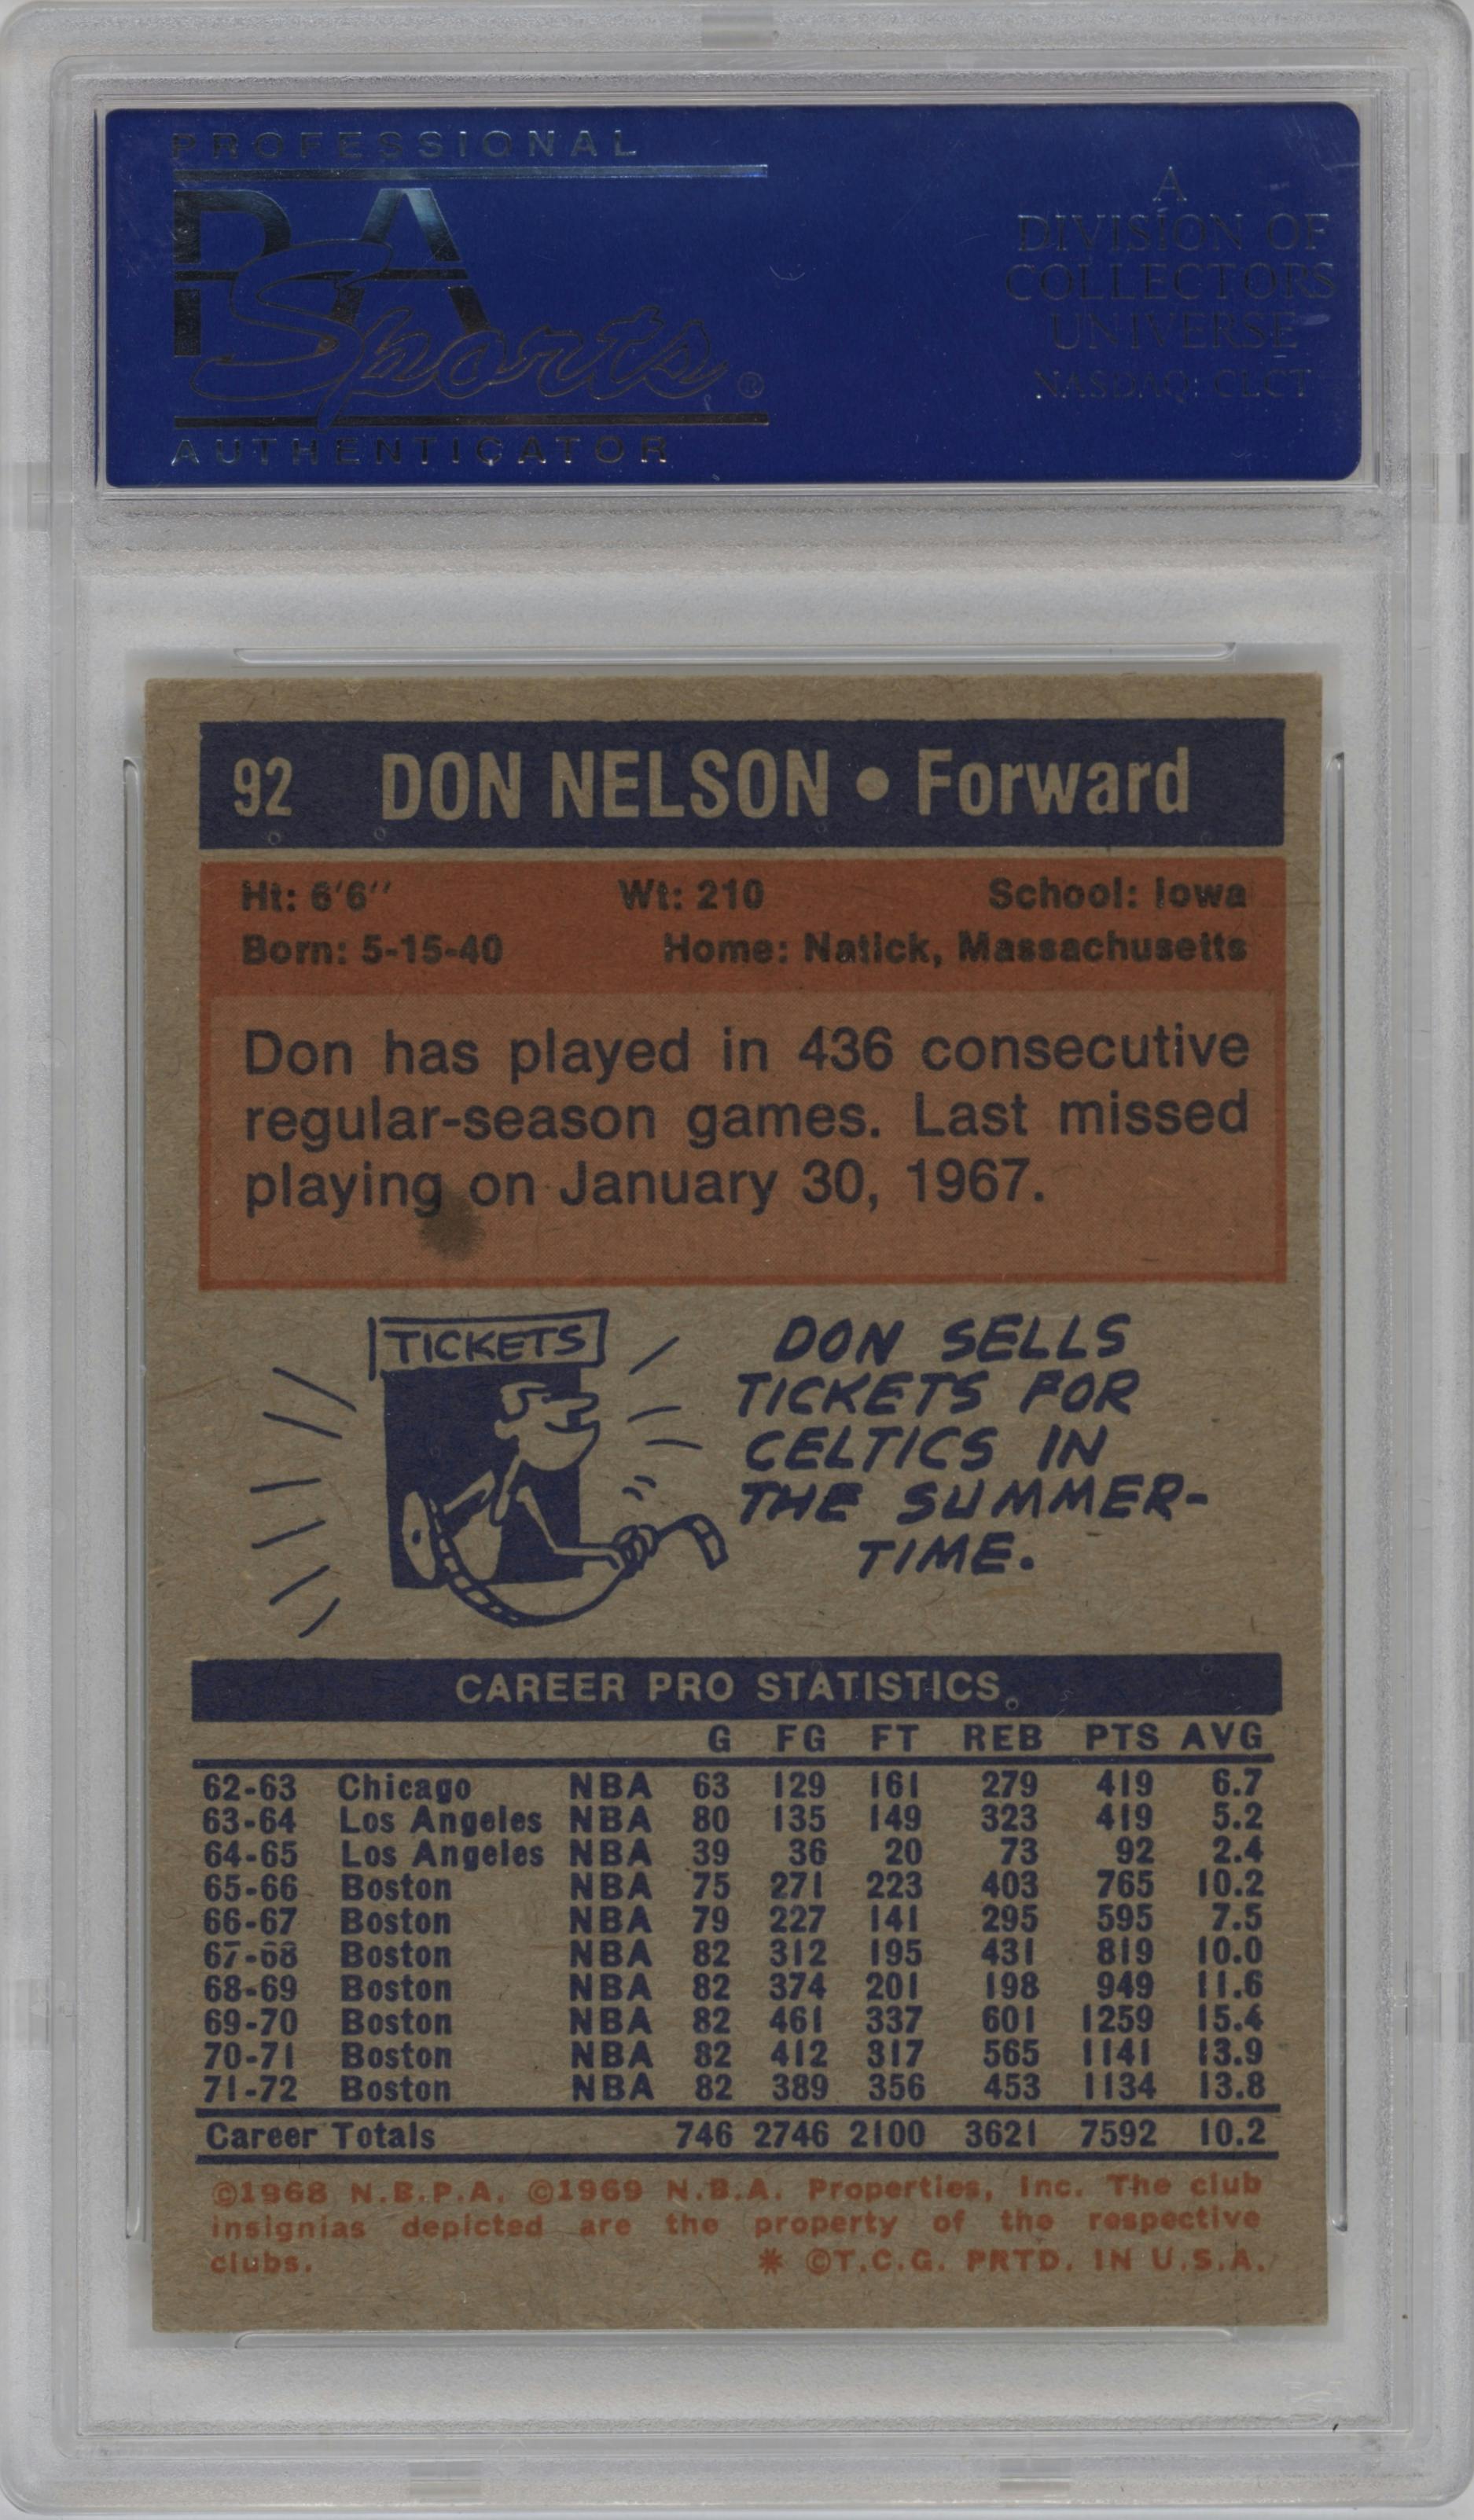 PROFESSIONAL
PSA
Sports®
AUTHENTICATOR
A
DIVISION OF
COLLECTORS
UNIVERSE
NASDAQ: CLCT
92 DON NELSON • Forward
Ht: 6'6'' Wt: 210 School: Iowa
Born: 5-15-40 Home: Natick, Massachusetts
Don has played in 436 consecutive
regular-season games. Last missed
playing on January 30, 1967.
TICKETS
DON SELLS
TICKETS FOR
CELTICS IN
THE SUMMER-
TIME.
CAREER PRO STATISTICS
G FG FT REB PTS AVG
62-63 Chicago NBA 63 129 161 279 419 6.7
63-64 Los Angeles NBA 80 135 149 323 419 5.2
64-65 Los Angeles NBA 39 36 20 73 92 2.4
65-66 Boston NBA 75 271 223 403 765 10.2
66-67 Boston NBA 79 227 141 295 595 7.5
67-68 Boston NBA 82 312 195 431 819 10.0
68-69 Boston NBA 82 374 201 198 949 11.6
69-70 Boston NBA 82 461 337 601 1259 15.4
70-71 Boston NBA 82 412 317 565 1141 13.9
71-72 Boston NBA 82 389 356 453 1134 13.8
Career Totals 746 2746 2100 3621 7592 10.2
©1968 N.B.P.A. ©1969 N.B.A. Properties, Inc. The club
insignias depicted are the property of the respective
clubs. * ©T.C.G. PRTD. IN U.S.A.